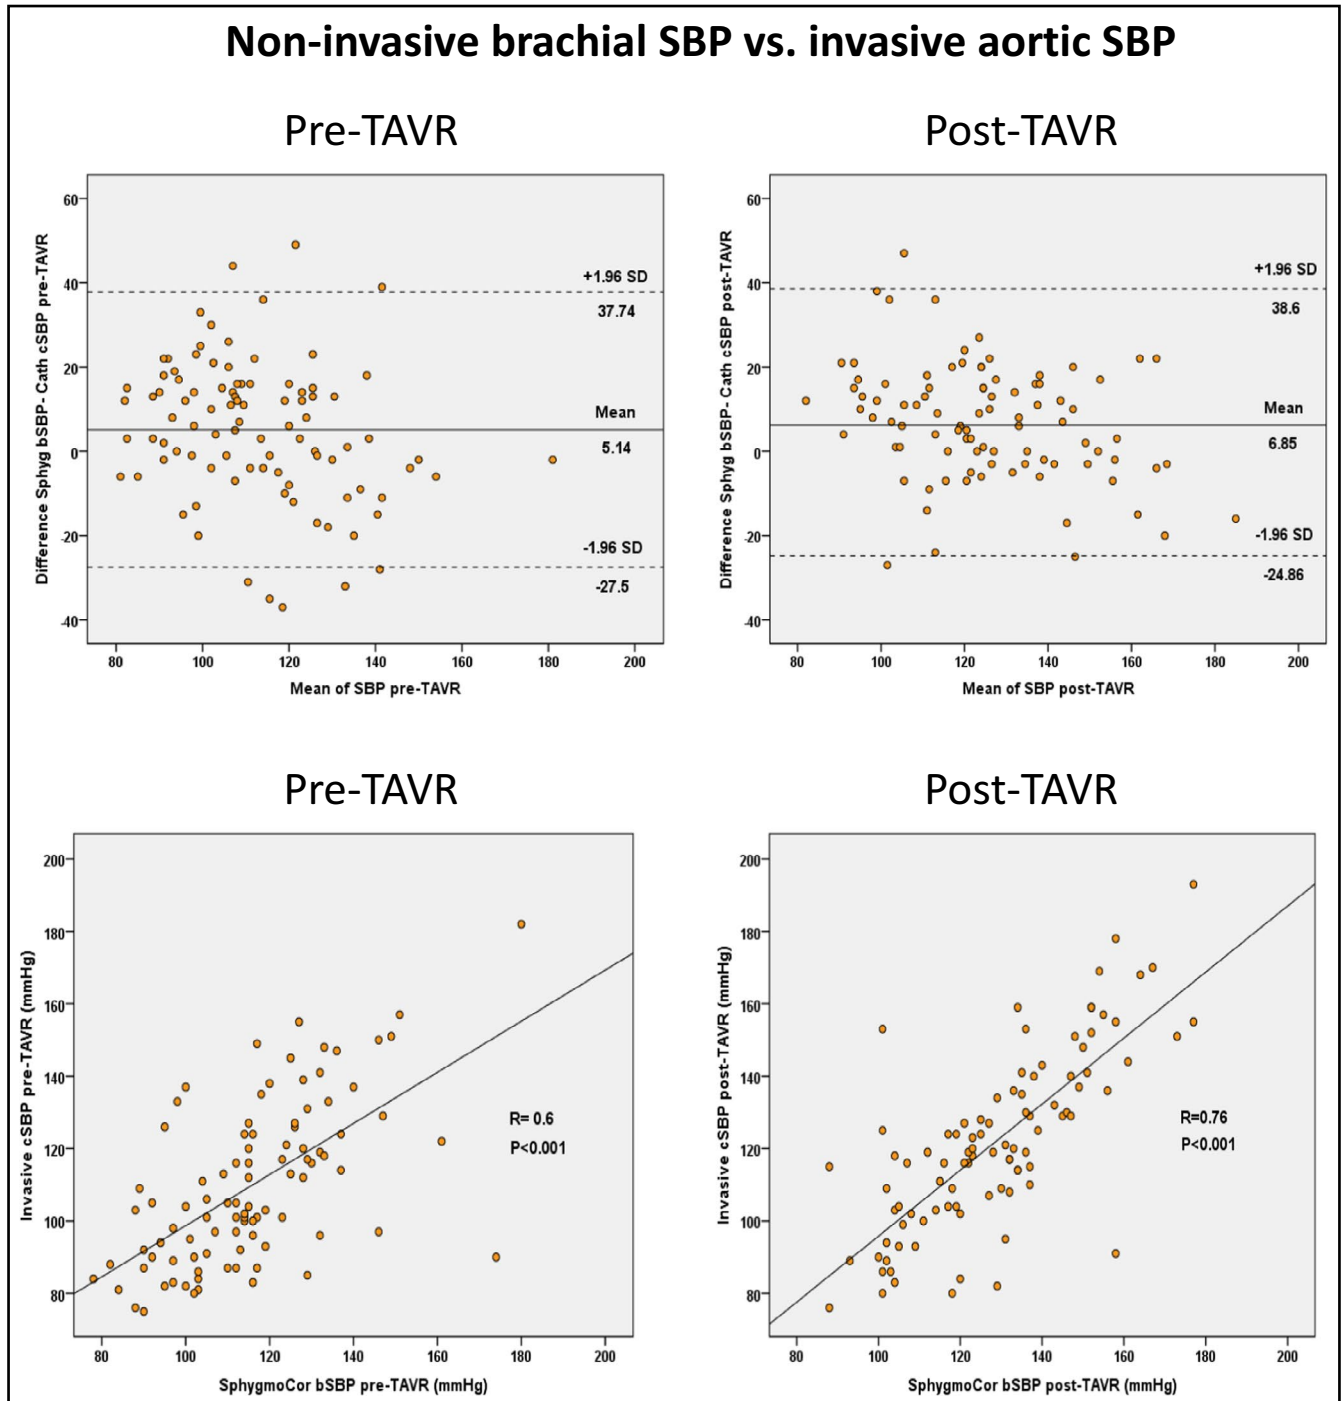 Non-invasive brachial SBP vs. invasive aortic SBP
Pre-TAVR
Post-TAVR
Difference Sphyg bSBP- Cath cSBP pre-TAVR
60
40
20
0
-20
-40
+1.96 SD
37.74
Mean
5.14
-1.96 SD
-27.5
80 100 120 140 160 180 200
Mean of SBP pre-TAVR
Difference Sphyg bSBP- Cath cSBP post-TAVR
60
40
20
0
-20
-40
+1.96 SD
38.6
Mean
6.85
-1.96 SD
-24.86
80 100 120 140 160 180 200
Mean of SBP post-TAVR
Pre-TAVR
Post-TAVR
Invasive cSBP pre-TAVR (mmHg)
200
180
160
140
120
100
80
R= 0.6
P<0.001
80 100 120 140 160 180 200
SphygmoCor bSBP pre-TAVR (mmHg)
Invasive cSBP post-TAVR (mmHg)
200
180
160
140
120
100
80
R=0.76
P<0.001
80 100 120 140 160 180 200
SphygmoCor bSBP post-TAVR (mmHg)